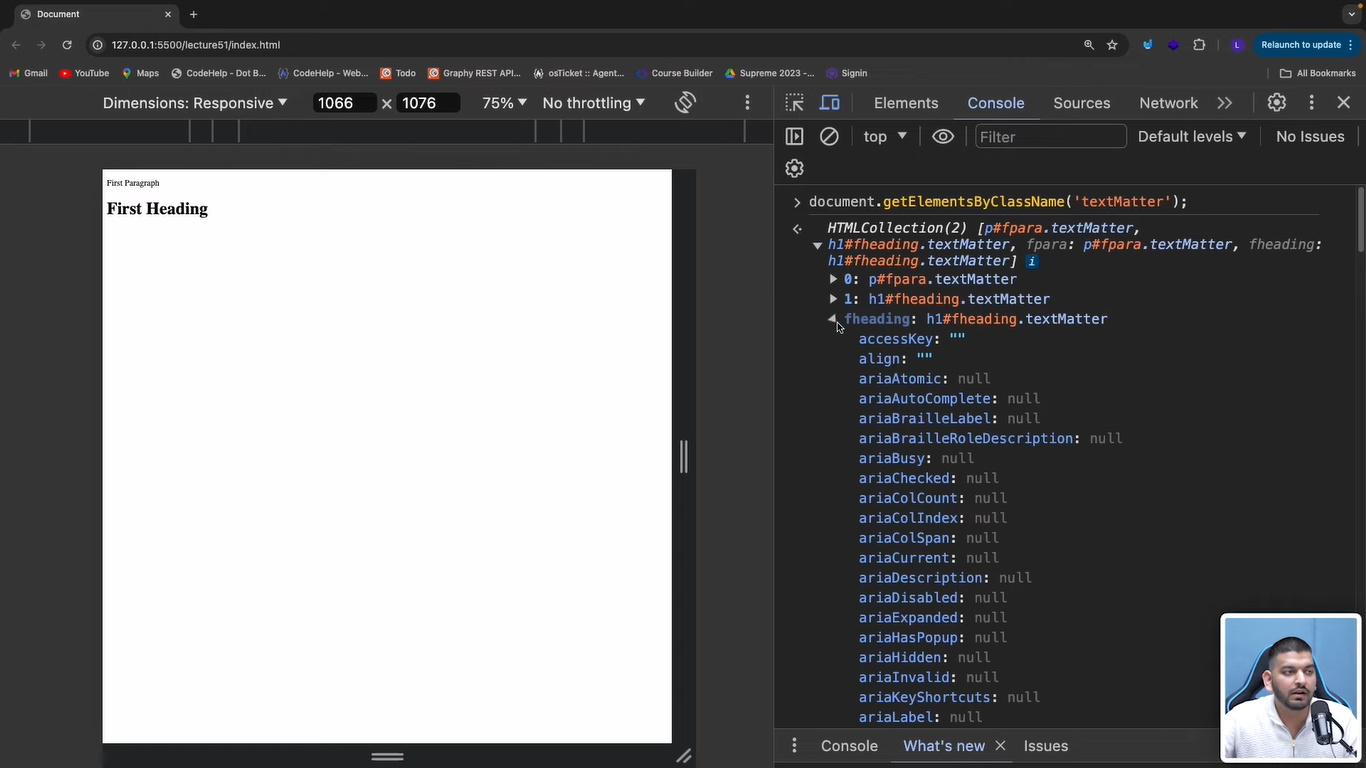 Document
127.0.0.1:5500/lecture51/index.html
L
Relaunch to update
Gmail
YouTube
Maps
CodeHelp - Dot B...
CodeHelp - Web...
Todo
Graphy REST API...
osTicket :: Agent...
Course Builder
Supreme 2023 -...
Signin
All Bookmarks
Dimensions: Responsive
1066 × 1076
75%
No throttling
Elements
Console
Sources
Network
top
Filter
Default levels
No Issues
First Paragraph
First Heading
document.getElementsByClassName('textMatter');
HTMLCollection(2) [p#fpara.textMatter,
h1#fheading.textMatter, fpara: p#fpara.textMatter, fheading:
h1#fheading.textMatter] i
0: p#fpara.textMatter
1: h1#fheading.textMatter
fheading: h1#fheading.textMatter
accessKey: ""
align: ""
ariaAtomic: null
ariaAutoComplete: null
ariaBrailleLabel: null
ariaBrailleRoleDescription: null
ariaBusy: null
ariaChecked: null
ariaColCount: null
ariaColIndex: null
ariaColSpan: null
ariaCurrent: null
ariaDescription: null
ariaDisabled: null
ariaExpanded: null
ariaHasPopup: null
ariaHidden: null
ariaInvalid: null
ariaKeyShortcuts: null
ariaLabel: null
Console
What's new
Issues